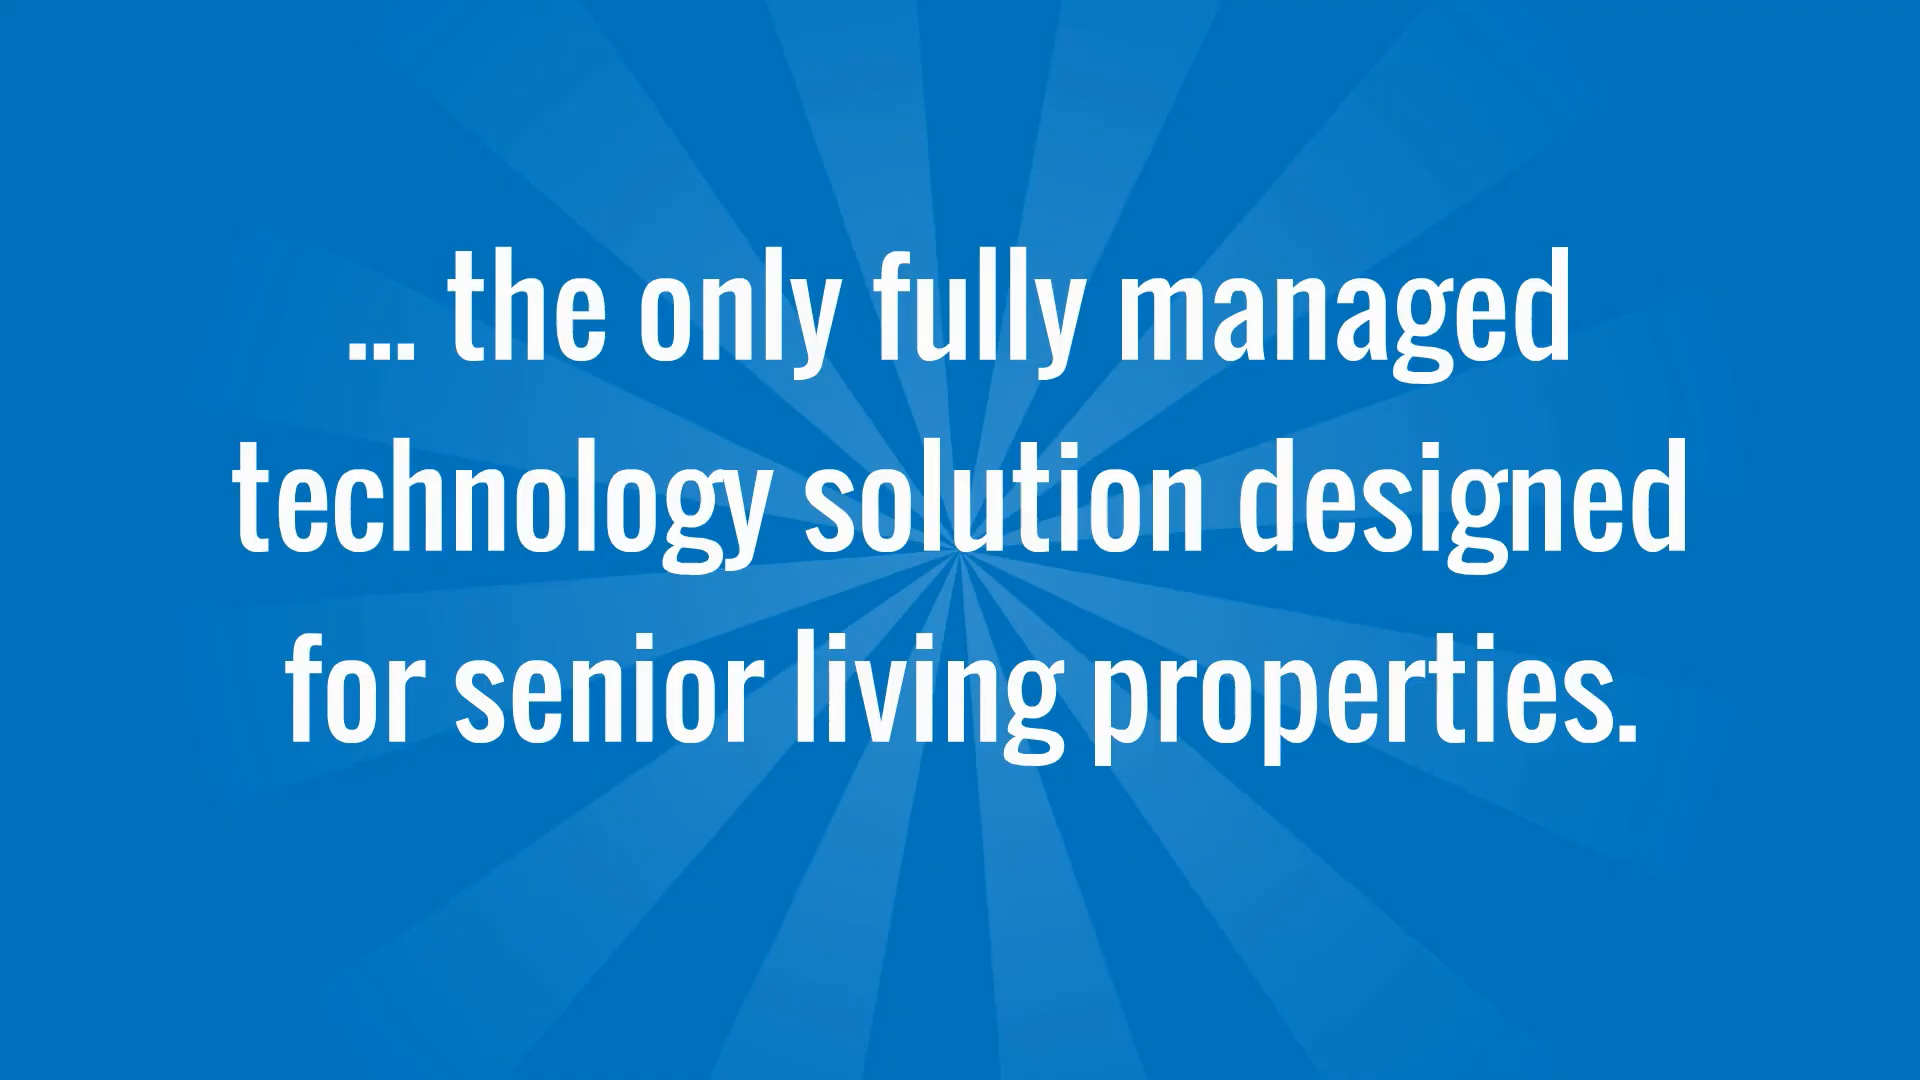 ... the only fully managed
technology solution designed
for senior living properties.